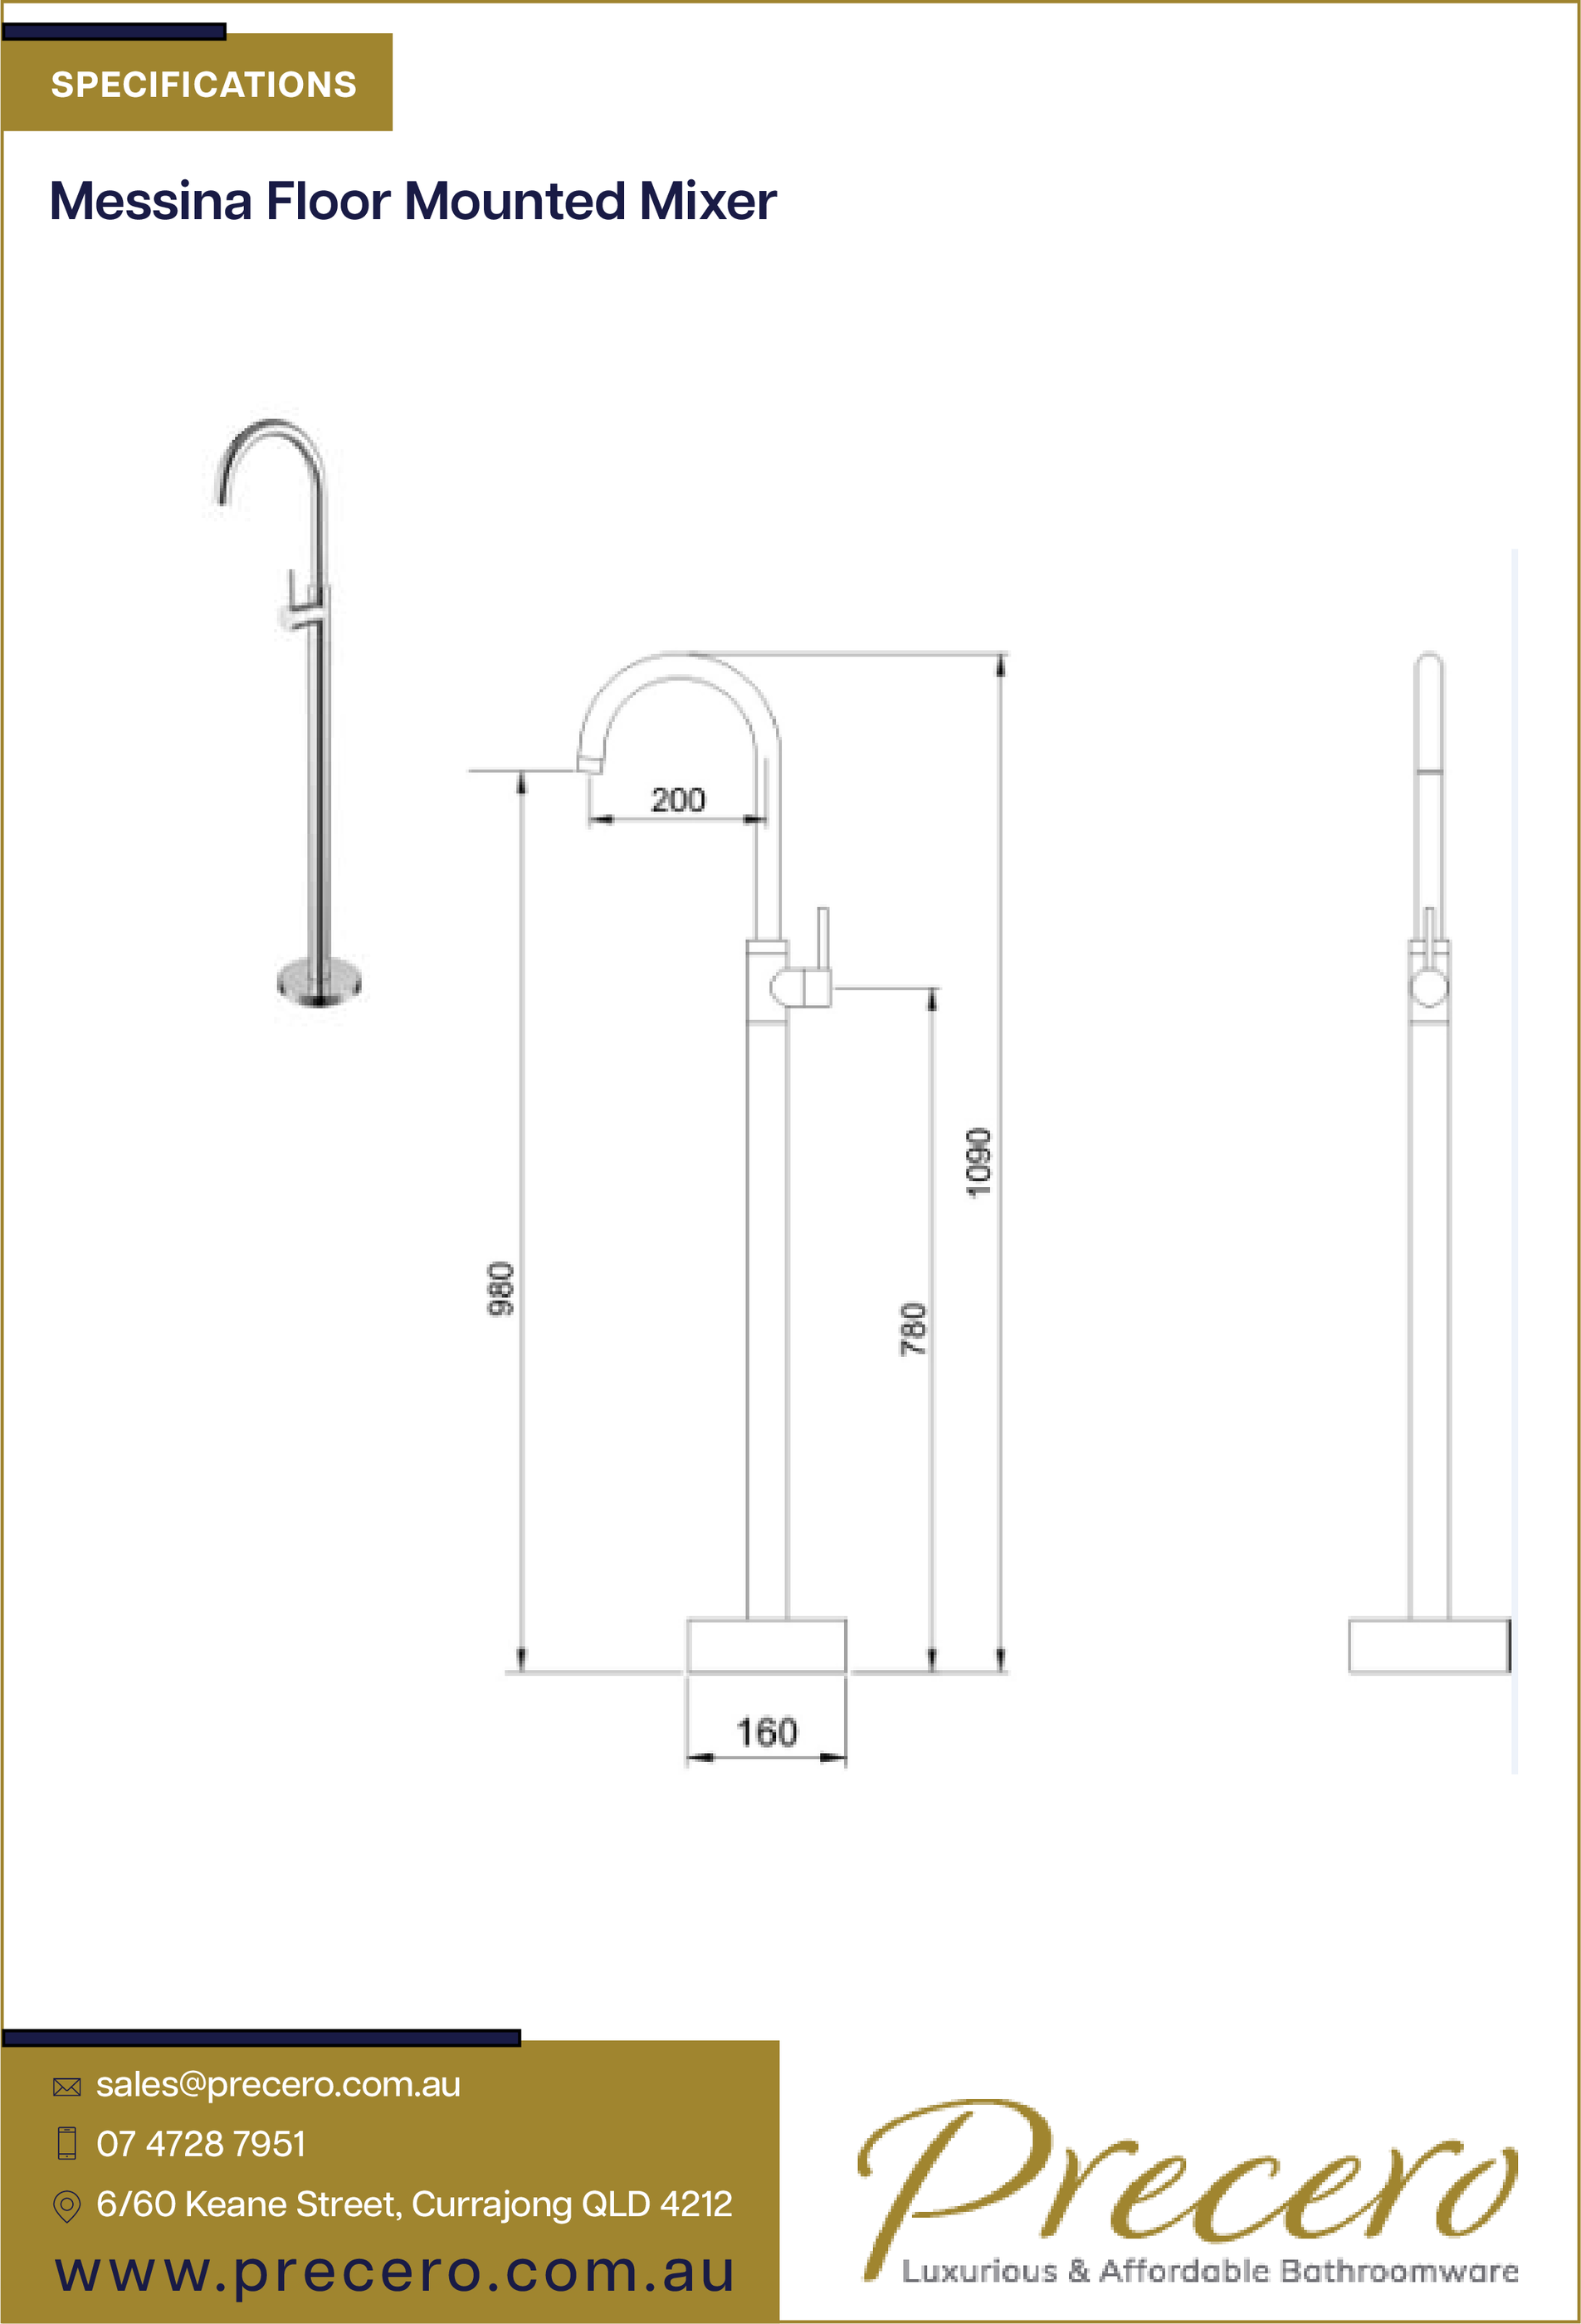 SPECIFICATIONS
Messina Floor Mounted Mixer
200
980
780
1090
160
sales@precero.com.au
07 4728 7951
6/60 Keane Street, Currajong QLD 4212
www.precero.com.au
Precero
Luxurious & Affordable Bathroomware